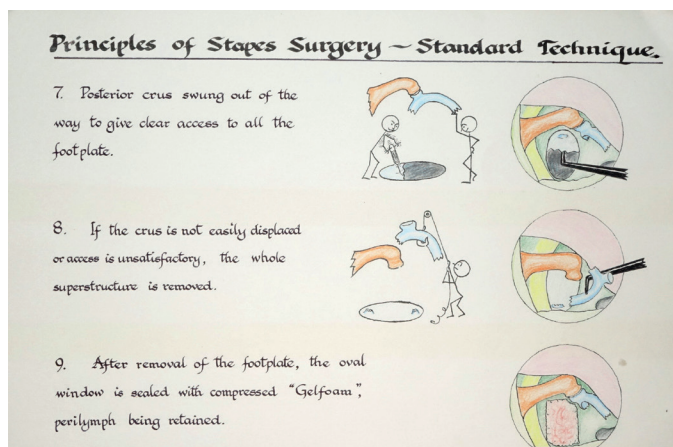 Principles of Stapes Surgery ~ Standard Technique.
7. Posterior crus swung out of the
way to give clear access to all the
footplate.
8. If the crus is not easily displaced
or access is unsatisfactory, the whole
superstructure is removed.
9. After removal of the footplate, the oval
window is sealed with compressed "Gelfoam",
perilymph being retained.